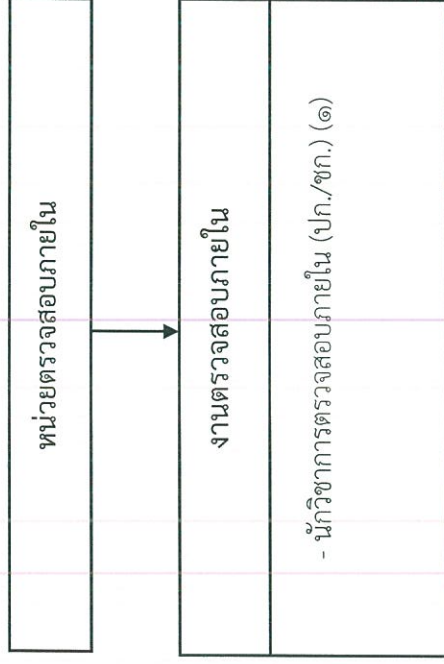 หน่วยตรวจสอบภายใน
งานตรวจสอบภายใน
- นักวิชาการตรวจสอบภายใน (ปก./ชก.) (๑)